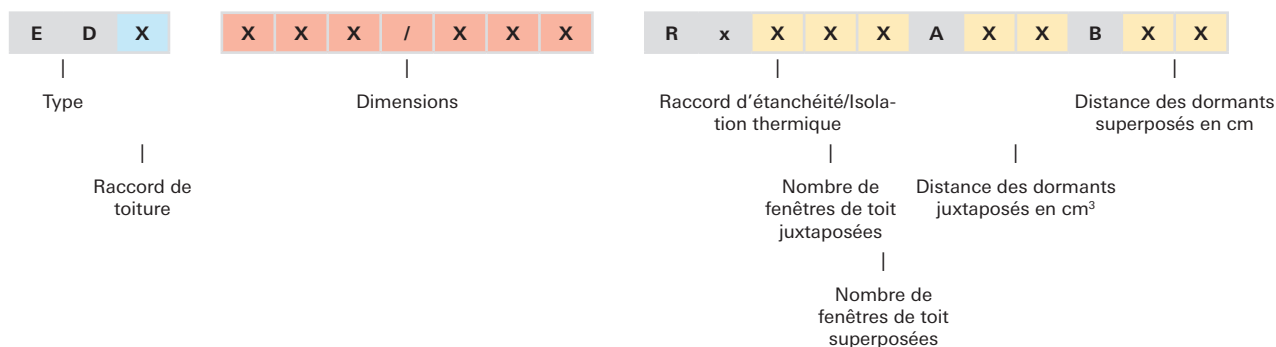 E D X X X X / X X X R x X X X A X X B X X
Type
Dimensions
Raccord d'étanchéité/Isola-
tion thermique
Distance des dormants
superposés en cm
Raccord de
toiture
Nombre de
fenêtres de toit
juxtaposées
Distance des dormants
juxtaposés en cm³
Nombre de
fenêtres de toit
superposées